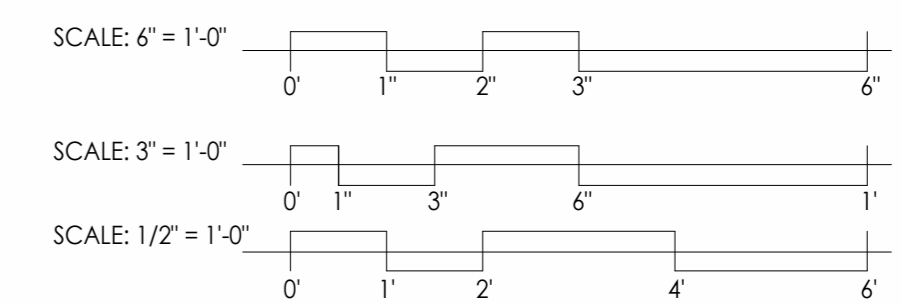 SCALE: 6" = 1'-0"
0' 1" 2" 3" 6"
SCALE: 3" = 1'-0"
0' 1" 3" 6" 1'
SCALE: 1/2" = 1'-0"
0' 1' 2' 4' 6'